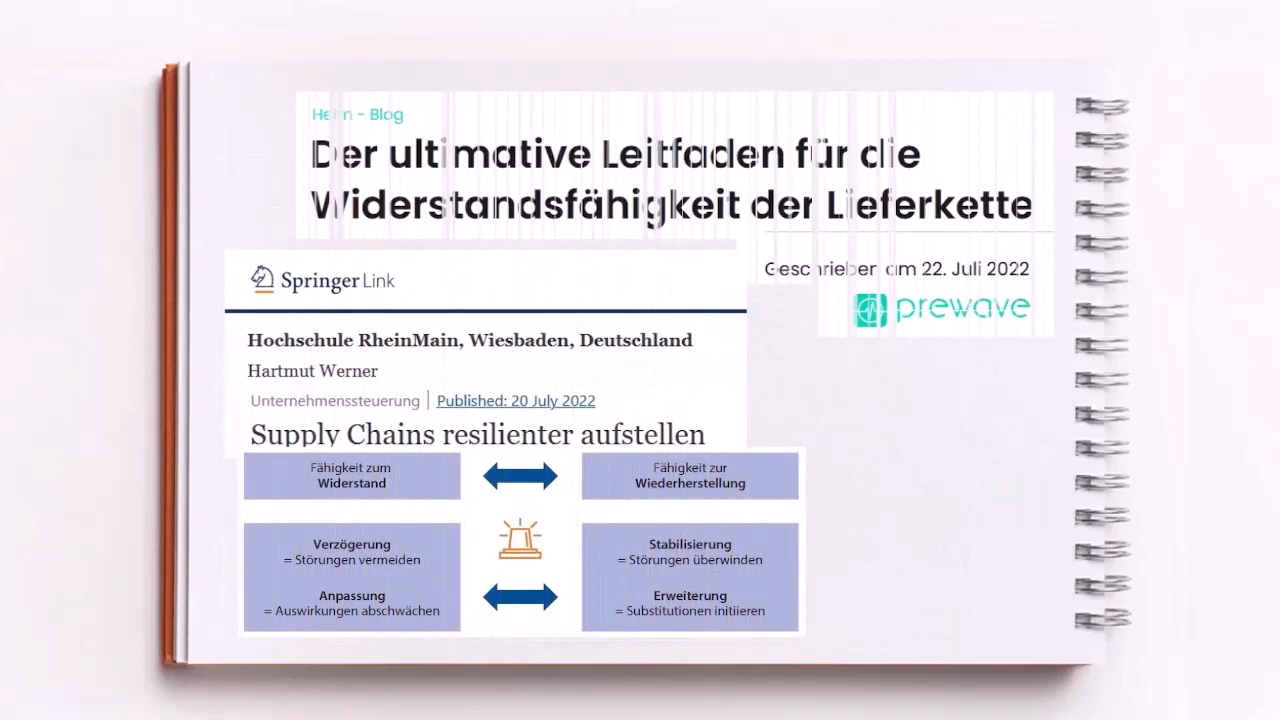 Heim - Blog
Der ultimative Leitfaden für die
Widerstandsfähigkeit der Lieferkette
Geschrieben am 22. Juli 2022
prewave
Springer Link
Hochschule RheinMain, Wiesbaden, Deutschland
Hartmut Werner
Unternehmenssteuerung | Published: 20 July 2022
Supply Chains resilienter aufstellen
Fähigkeit zum
Widerstand
Fähigkeit zur
Wiederherstellung
Verzögerung
= Störungen vermeiden
Anpassung
= Auswirkungen abschwächen
Stabilisierung
= Störungen überwinden
Erweiterung
= Substitutionen initiieren